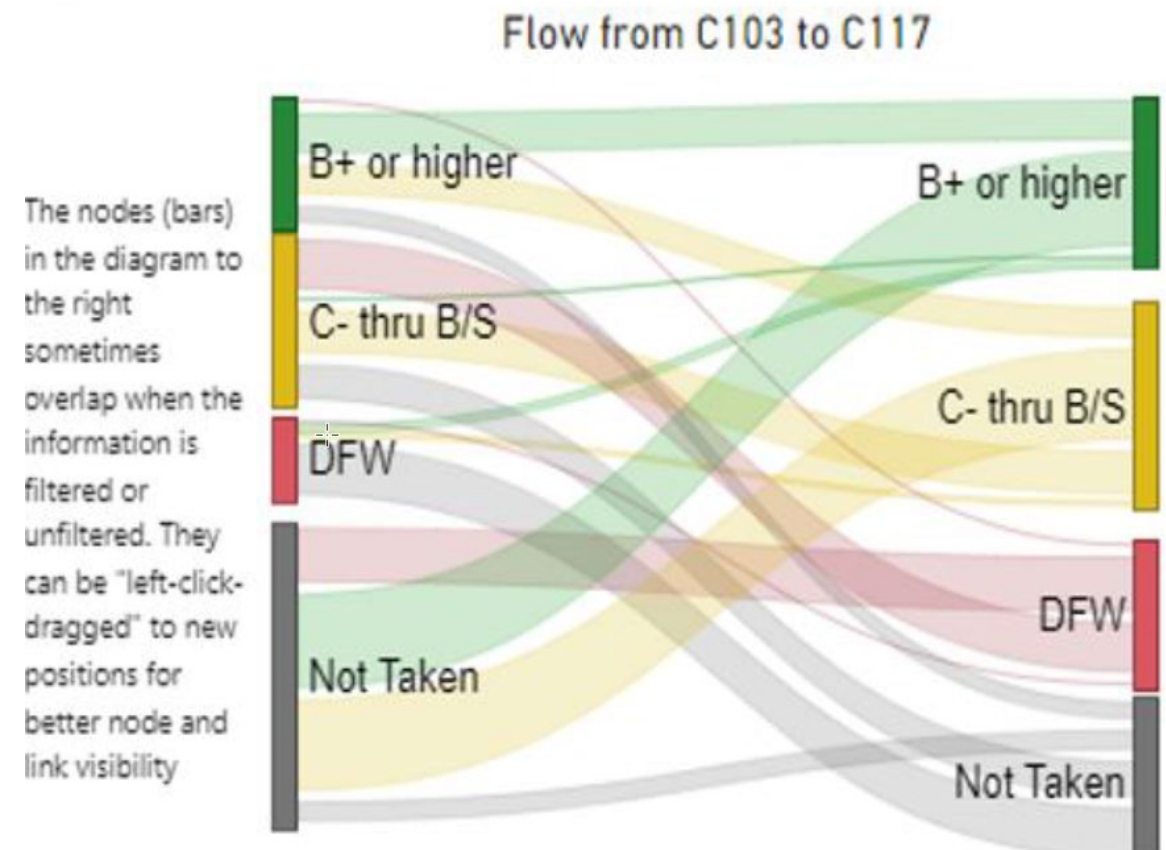 Flow from C103 to C117
The nodes (bars)
in the diagram to
the right
sometimes
overlap when the
information is
filtered or
unfiltered. They
can be "left-click-
dragged" to new
positions for
better node and
link visibility
B+ or higher
C- thru B/S
DFW
Not Taken
B+ or higher
C- thru B/S
DFW
Not Taken